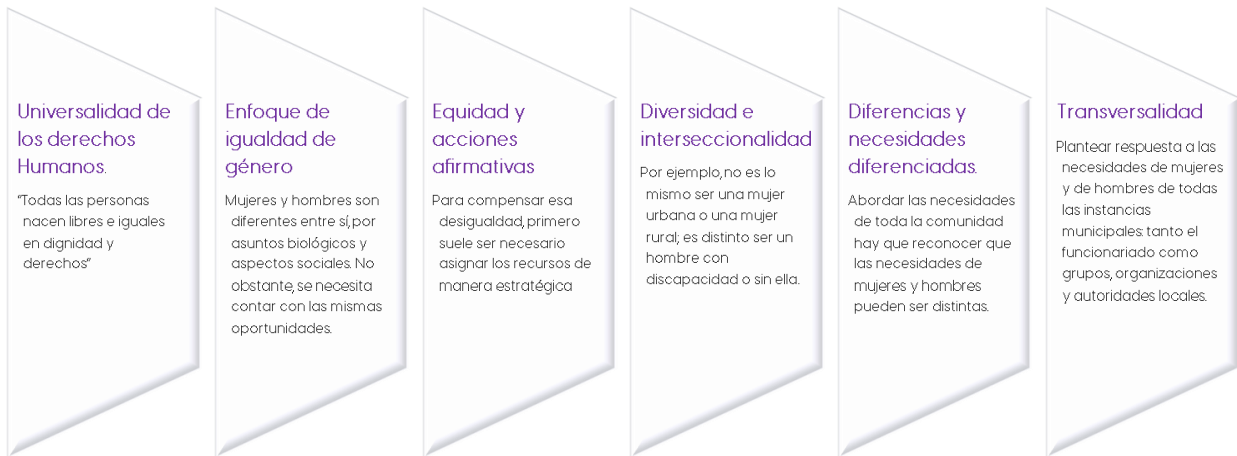 Universalidad de
los derechos
Humanos.
"Todas las personas
nacen libres e iguales
en dignidad y
derechos"
Enfoque de
igualdad de
género
Mujeres y hombres son
diferentes entre sí, por
asuntos biológicos y
aspectos sociales. No
obstante, se necesita
contar con las mismas
oportunidades.
Equidad y
acciones
afirmativas
Para compensar esa
desigualdad, primero
suele ser necesario
asignar los recursos de
manera estratégica
Diversidad e
interseccionalidad
Por ejemplo, no es lo
mismo ser una mujer
urbana o una mujer
rural; es distinto ser un
hombre con
discapacidad o sin ella.
Diferencias y
necesidades
diferenciadas.
Abordar las necesidades
de toda la comunidad
hay que reconocer que
las necesidades de
mujeres y hombres
pueden ser distintas.
Transversalidad
Plantear respuesta a las
necesidades de mujeres
y de hombres de todas
las instancias
municipales: tanto el
funcionariado como
grupos, organizaciones
y autoridades locales.